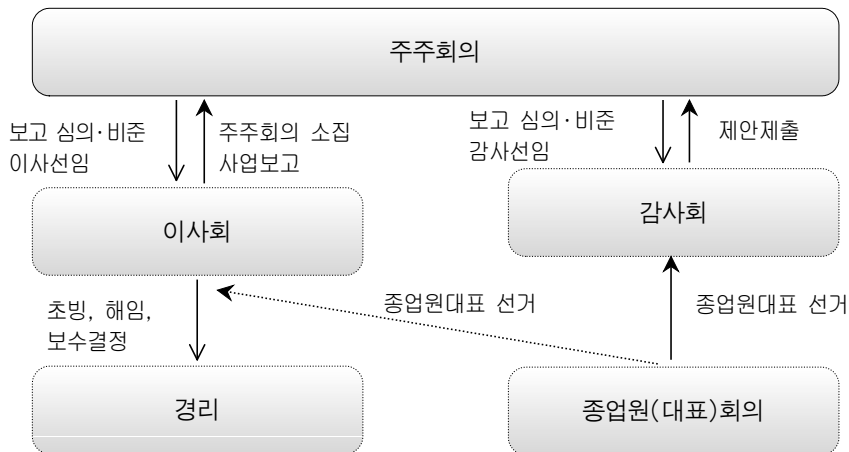 주주회의
보고 심의·비준
이사선임
주주회의 소집
사업보고
보고 심의·비준
감사선임
제안제출
이사회
감사회
초빙, 해임,
보수결정
종업원대표 선거
종업원대표 선거
경리
종업원(대표)회의